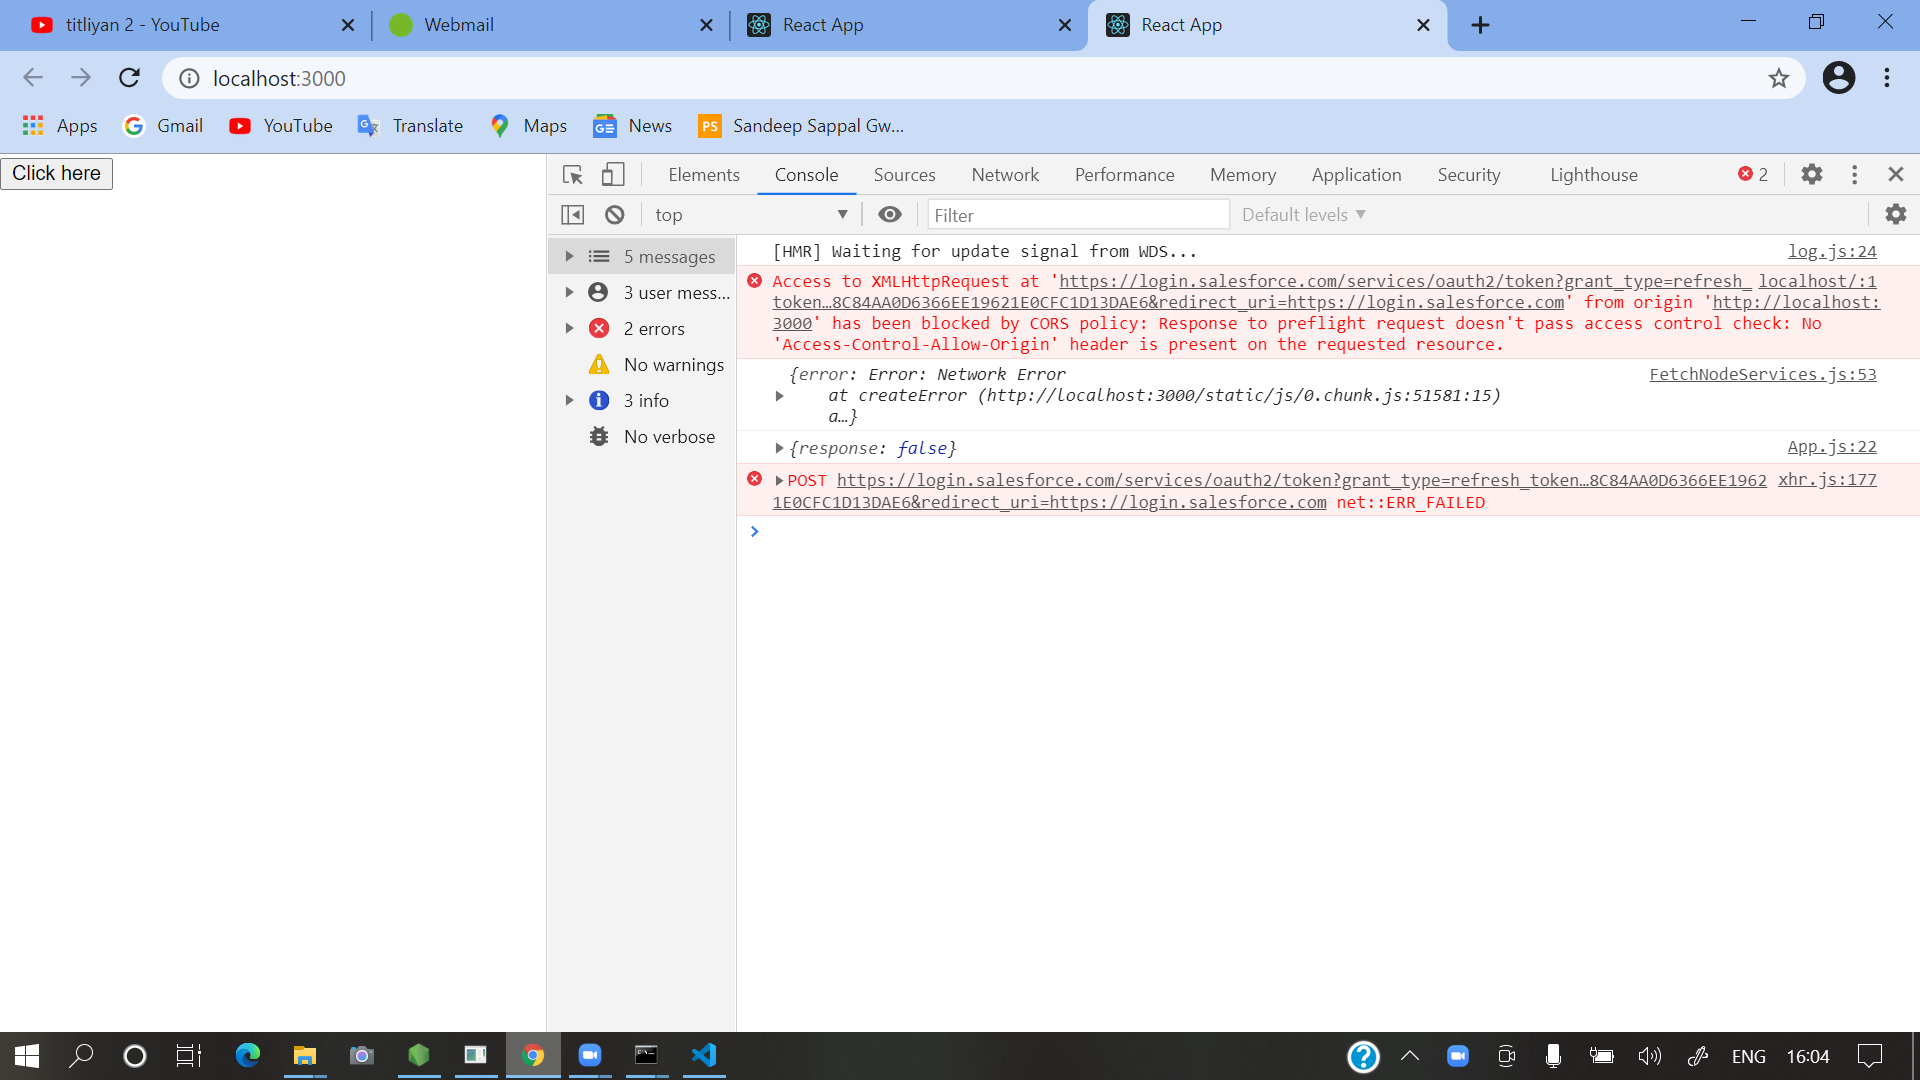 titliyan 2 - YouTube
Webmail
React App
React App
localhost:3000
Apps
Gmail
YouTube
Translate
Maps
News
PS
Sandeep Sappal Gw...
Click here
Elements
Console
Sources
Network
Performance
Memory
Application
Security
Lighthouse
2
top
Filter
Default levels
5 messages
3 user mess...
2 errors
No warnings
3 info
No verbose
[HMR] Waiting for update signal from WDS... log.js:24
Access to XMLHttpRequest at 'https://login.salesforce.com/services/oauth2/token?grant_type=refresh_ localhost/:1
token…8C84AA0D6366EE19621E0CFC1D13DAE6&redirect_uri=https://login.salesforce.com' from origin 'http://localhost:
3000' has been blocked by CORS policy: Response to preflight request doesn't pass access control check: No
'Access-Control-Allow-Origin' header is present on the requested resource.
{error: Error: Network Error FetchNodeServices.js:53
at createError (http://localhost:3000/static/js/0.chunk.js:51581:15)
a…}
{response: false} App.js:22
POST https://login.salesforce.com/services/oauth2/token?grant_type=refresh_token…8C84AA0D6366EE1962 xhr.js:177
1E0CFC1D13DAE6&redirect_uri=https://login.salesforce.com net::ERR_FAILED
ENG
16:04